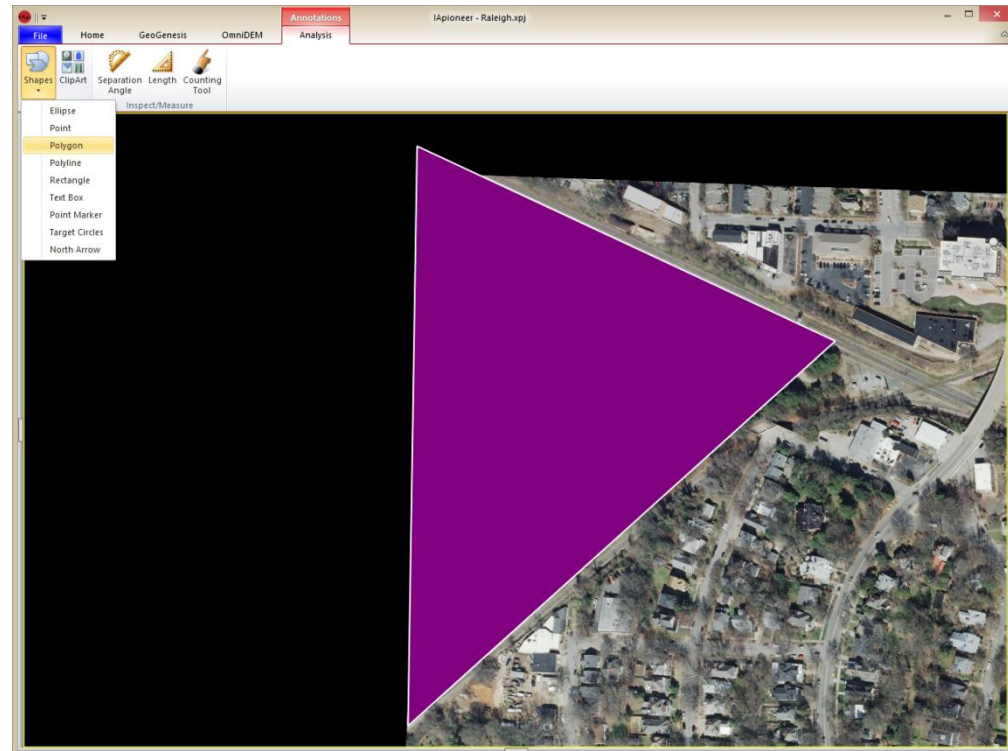 Annotations
IApioneer - Raleigh.xpj
File Home GeoGenesis OmniDEM Analysis
Shapes ClipArt Separation Angle Length Counting Tool
Inspect/Measure
Ellipse
Point
Polygon
Polyline
Rectangle
Text Box
Point Marker
Target Circles
North Arrow